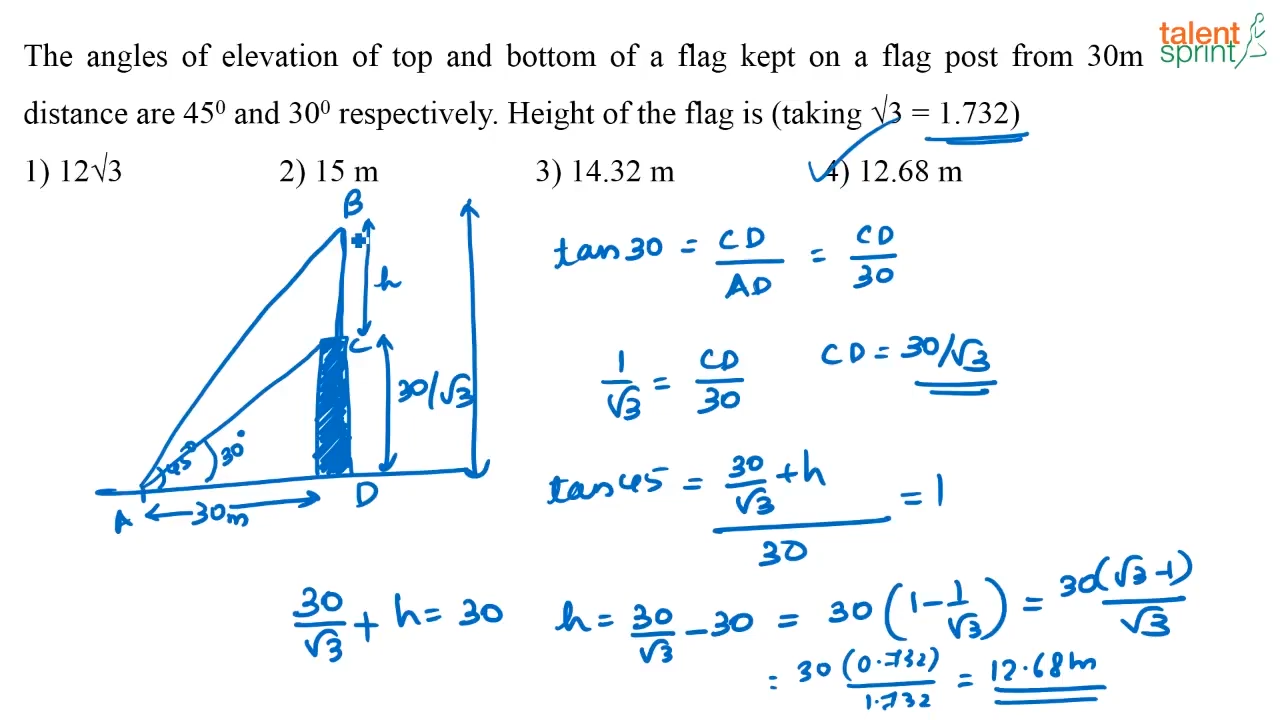 talent
sprint
The angles of elevation of top and bottom of a flag kept on a flag post from 30m
distance are 45⁰ and 30⁰ respectively. Height of the flag is (taking √3 = 1.732)
1) 12√3 2) 15 m 3) 14.32 m 4) 12.68 m
B
h
C
30/√3
45°
30°
A
30m
D
tan 30 = CD/AD = CD/30
1/√3 = CD/30
CD = 30/√3
tan 45 = (30/√3 + h)/30 = 1
30/√3 + h = 30
h = 30/√3 - 30 = 30(1 - 1/√3) = 30(√3 - 1)/√3
= 30(0.732)/1.732 = 12.68m